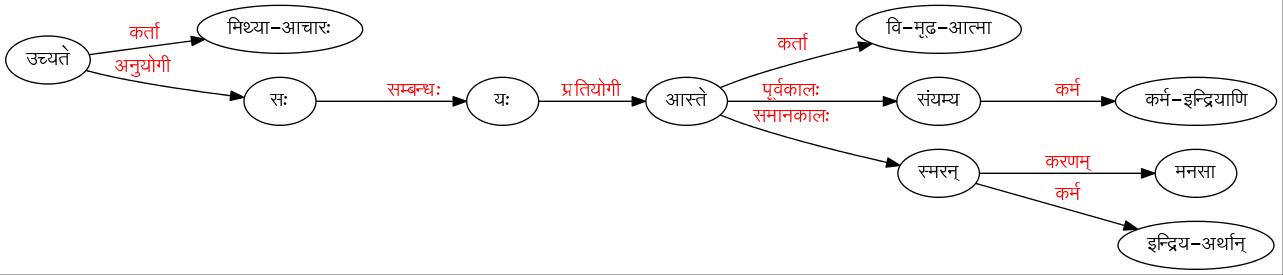 उच्यते
कर्ता
मिथ्या-आचारः
अनुयोगी
सः
सम्बन्धः
यः
प्रतियोगी
आस्ते
कर्ता
वि-मूढ-आत्मा
पूर्वकालः
संयम्य
कर्म
कर्म-इन्द्रियाणि
समानकालः
स्मरन्
करणम्
मनसा
कर्म
इन्द्रिय-अर्थान्